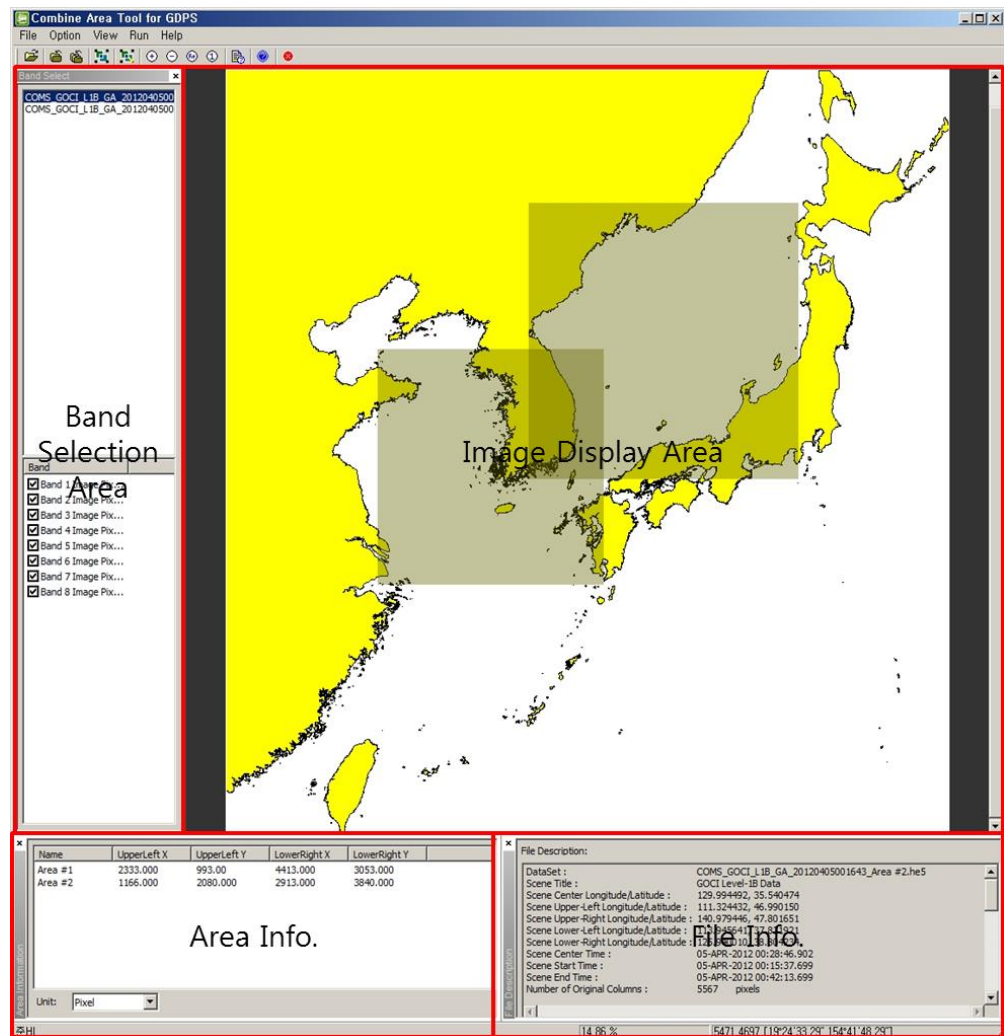 Combine Area Tool for GDPS
File Option View Run Help
Band Select
COMS_GOCI_L1B_GA_2012040500
COMS_GOCI_L1B_GA_2012040500
Band Selection Area
Band
Band 1 Image Pix...
Band 2 Image Pix...
Band 3 Image Pix...
Band 4 Image Pix...
Band 5 Image Pix...
Band 6 Image Pix...
Band 7 Image Pix...
Band 8 Image Pix...
Image Display Area
Area Information
Name UpperLeft X UpperLeft Y LowerRight X LowerRight Y
Area #1 2333.000 993.00 4413.000 3053.000
Area #2 1166.000 2080.000 2913.000 3840.000
Area Info.
Unit: Pixel
File Description
File Description:
DataSet : COMS_GOCI_L1B_GA_20120405001643_Area #2.he5
Scene Title : GOCI Level-1B Data
Scene Center Longitude/Latitude : 129.994492, 35.540474
Scene Upper-Left Longitude/Latitude : 111.324432, 46.990150
Scene Upper-Right Longitude/Latitude : 140.979446, 47.801651
Scene Lower-Left Longitude/Latitude :
Scene Lower-Right Longitude/Latitude :
File Info.
Scene Center Time : 05-APR-2012 00:28:46.902
Scene Start Time : 05-APR-2012 00:15:37.699
Scene End Time : 05-APR-2012 00:42:13.699
Number of Original Columns : 5567 pixels
14.86 % 5471,4697 [19°24'33.29" 154°41'48.29"]